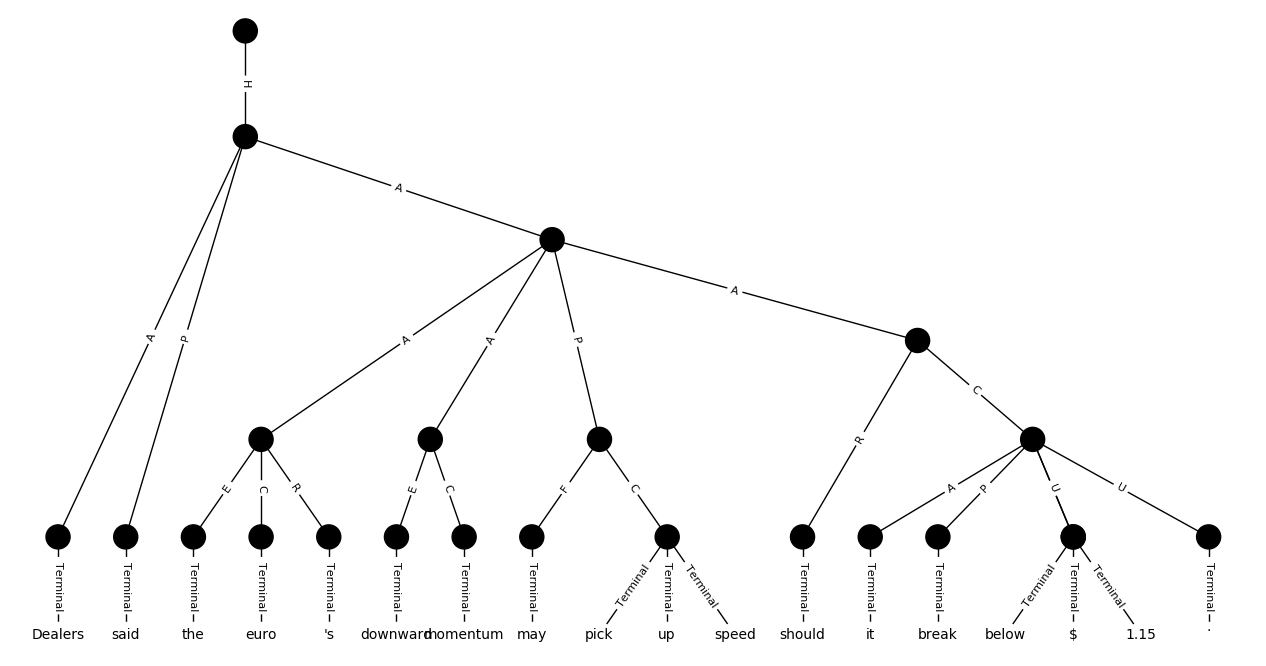 H
A
A
P
A
A
P
A
R
C
E
C
R
E
C
F
C
A
P
U
U
Terminal Terminal Terminal Terminal Terminal Terminal Terminal Terminal Terminal Terminal Terminal Terminal Terminal Terminal Terminal Terminal Terminal Terminal
Dealers said the euro 's downward momentum may pick up speed should it break below $ 1.15 .